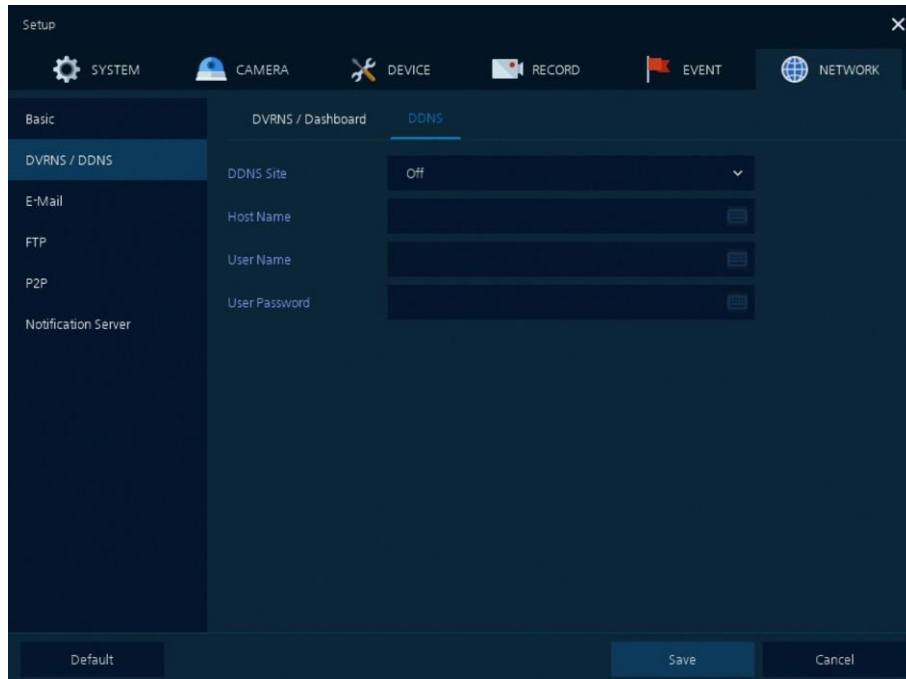 Setup
SYSTEM CAMERA DEVICE RECORD EVENT NETWORK
Basic
DVRNS / DDNS
E-Mail
FTP
P2P
Notification Server
DVRNS / Dashboard DDNS
DDNS Site Off
Host Name
User Name
User Password
Default Save Cancel